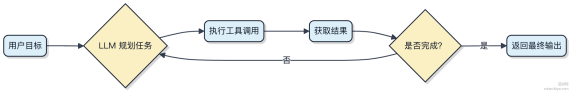 用户目标
LLM 规划任务
执行工具调用
获取结果
是否完成?
是
返回最终输出
否